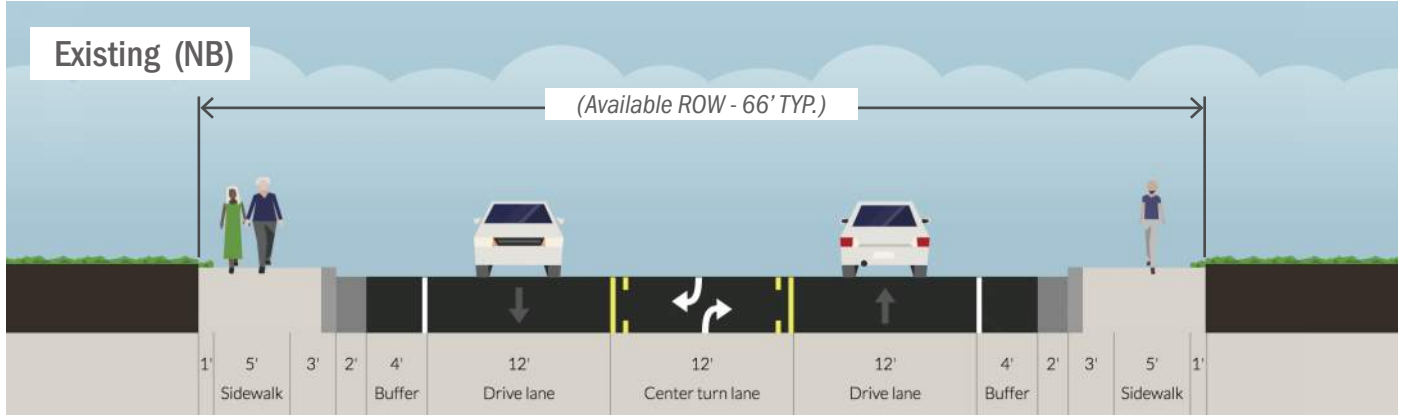 Existing (NB)
(Available ROW - 66' TYP.)
1' 5' 3' 2' 4' 12' 12' 12' 4' 2' 3' 5' 1'
Sidewalk Buffer Drive lane Center turn lane Drive lane Buffer Sidewalk